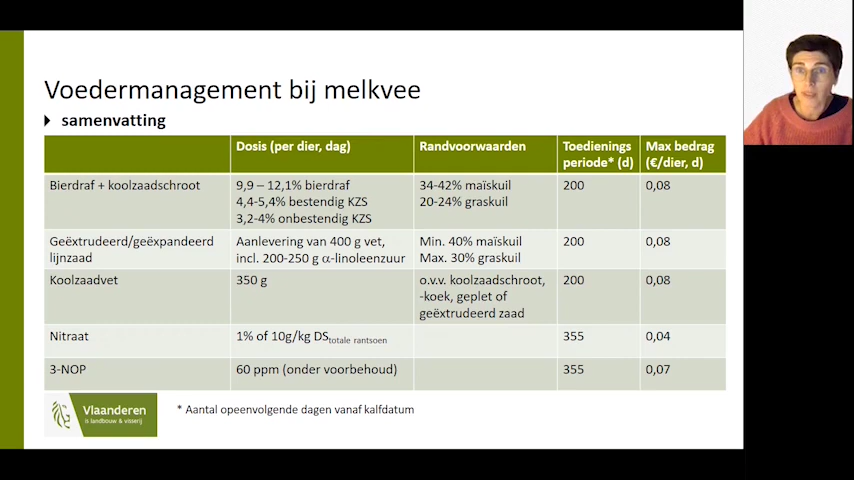 Voedermanagement bij melkvee
samenvatting
Dosis (per dier, dag) Randvoorwaarden Toedienings periode* (d) Max bedrag (€/dier, d)
Bierdraf + koolzaadschroot 9,9 – 12,1% bierdraf 34-42% maïskuil 200 0,08
4,4-5,4% bestendig KZS 20-24% graskuil
3,2-4% onbestendig KZS
Geëxtrudeerd/geëxpandeerd Aanlevering van 400 g vet, Min. 40% maïskuil 200 0,08
lijnzaad incl. 200-250 g α-linoleenzuur Max. 30% graskuil
Koolzaadvet 350 g o.v.v. koolzaadschroot, 200 0,08
-koek, geplet of
geëxtrudeerd zaad
Nitraat 1% of 10g/kg DS totale rantsoen 355 0,04
3-NOP 60 ppm (onder voorbehoud) 355 0,07
Vlaanderen
is landbouw & visserij
* Aantal opeenvolgende dagen vanaf kalfdatum